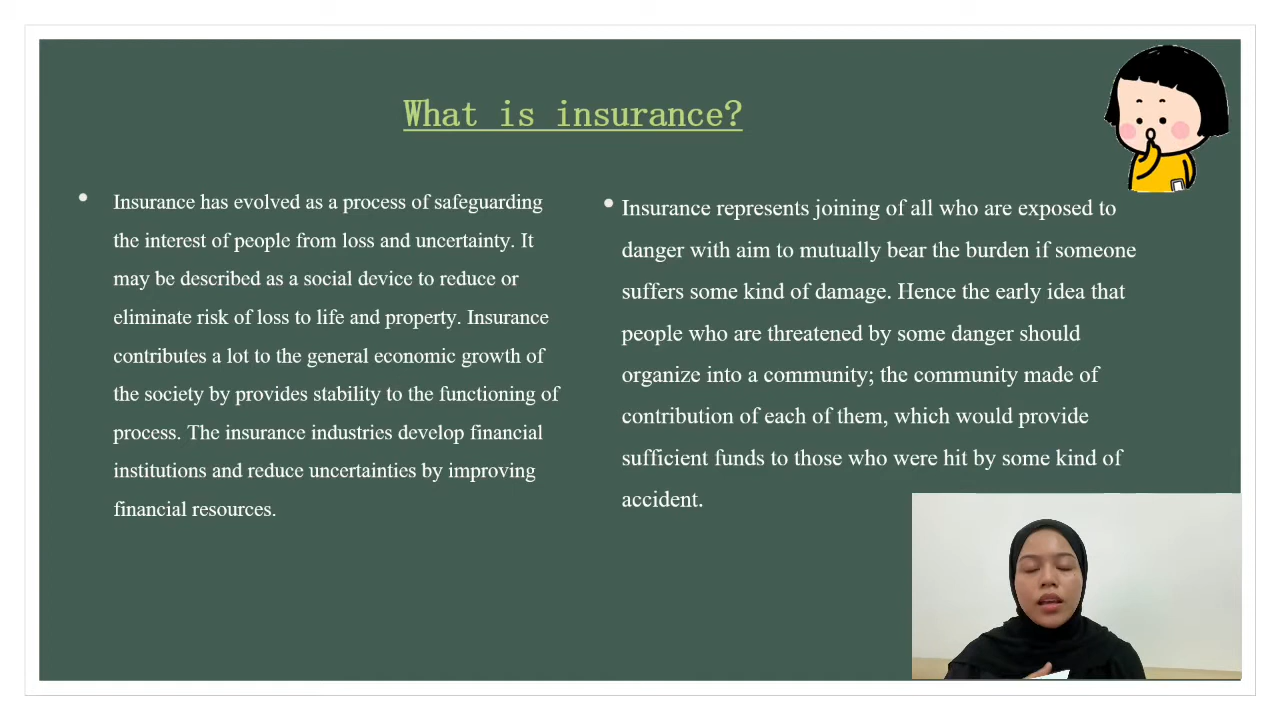 What is insurance?
Insurance has evolved as a process of safeguarding
the interest of people from loss and uncertainty. It
may be described as a social device to reduce or
eliminate risk of loss to life and property. Insurance
contributes a lot to the general economic growth of
the society by provides stability to the functioning of
process. The insurance industries develop financial
institutions and reduce uncertainties by improving
financial resources.
Insurance represents joining of all who are exposed to
danger with aim to mutually bear the burden if someone
suffers some kind of damage. Hence the early idea that
people who are threatened by some danger should
organize into a community; the community made of
contribution of each of them, which would provide
sufficient funds to those who were hit by some kind of
accident.